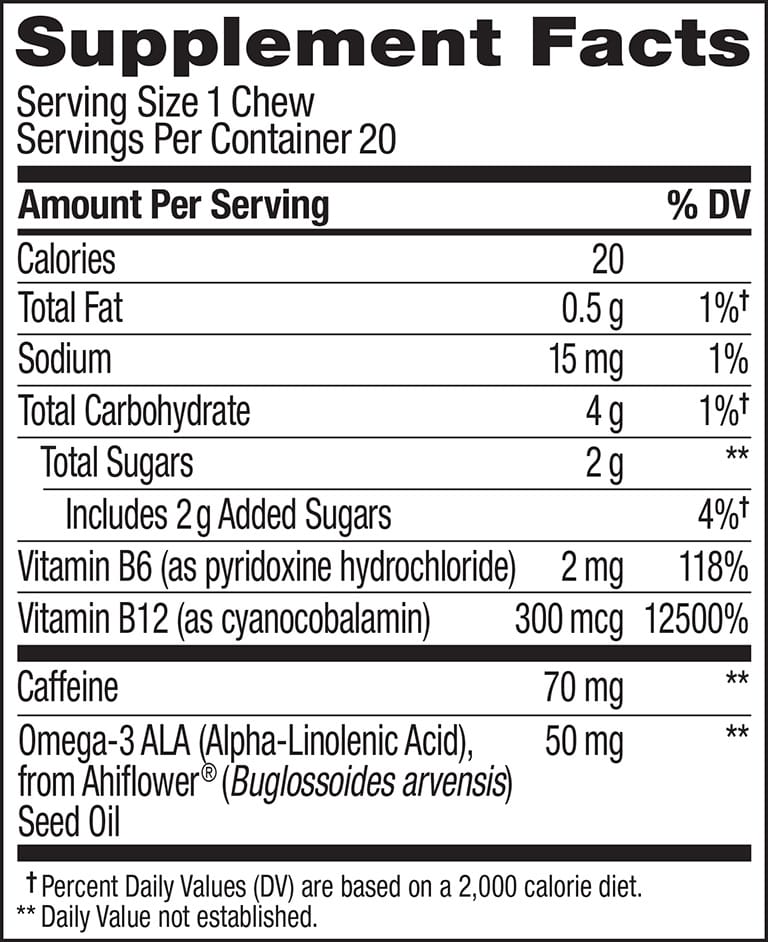 Supplement Facts
Serving Size 1 Chew
Servings Per Container 20
Amount Per Serving % DV
Calories 20
Total Fat 0.5 g 1%†
Sodium 15 mg 1%
Total Carbohydrate 4 g 1%†
Total Sugars 2 g **
Includes 2 g Added Sugars 4%†
Vitamin B6 (as pyridoxine hydrochloride) 2 mg 118%
Vitamin B12 (as cyanocobalamin) 300 mcg 12500%
Caffeine 70 mg **
Omega-3 ALA (Alpha-Linolenic Acid), 50 mg **
from Ahiflower® (Buglossoides arvensis)
Seed Oil
† Percent Daily Values (DV) are based on a 2,000 calorie diet.
** Daily Value not established.